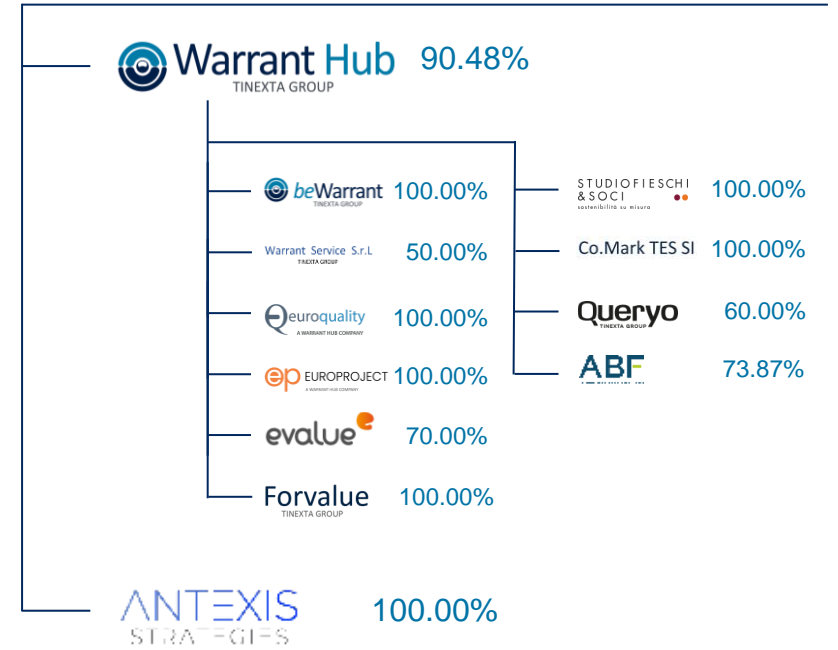 Warrant Hub 90.48%
TINEXTA GROUP
beWarrant 100.00%
TINEXTA GROUP
Warrant Service S.r.L 50.00%
TINEXTA GROUP
euroquality 100.00%
A WARRANT HUB COMPANY
ep EUROPROJECT 100.00%
A WARRANT HUB COMPANY
evalue 70.00%
Forvalue 100.00%
TINEXTA GROUP
STUDIOFIESCHI
&SOCI 100.00%
sostenibilità su misura
Co.Mark TES SI 100.00%
Queryo 60.00%
TINEXTA GROUP
ABF 73.87%
ANTEXIS 100.00%
STRATEGIES